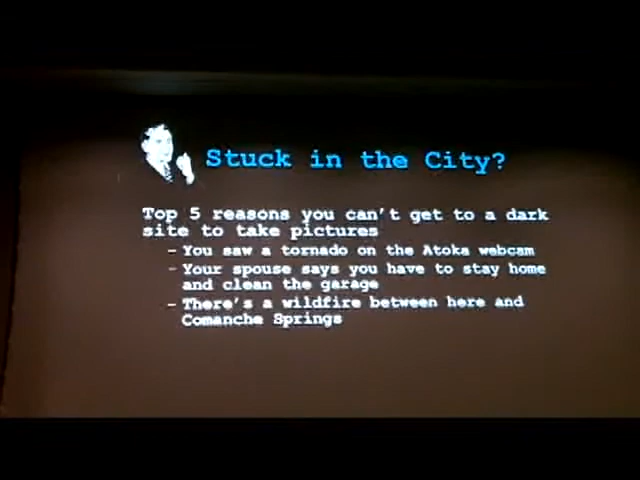 Stuck in the City?
Top 5 reasons you can't get to a dark
site to take pictures
– You saw a tornado on the Atoka webcam
– Your spouse says you have to stay home
and clean the garage
– There's a wildfire between here and
Comanche Springs